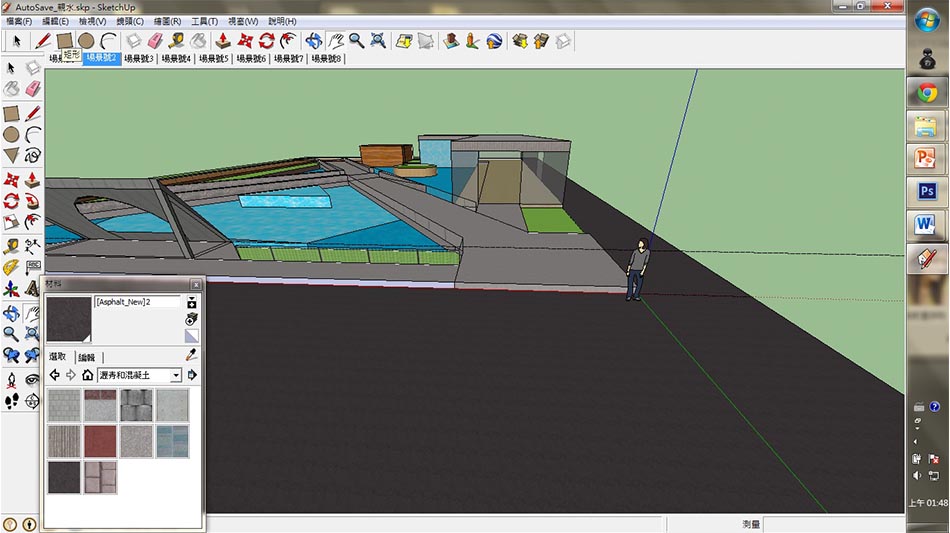 AutoSave_親水.skp - SketchUp
檔案(F) 編輯(E) 檢視(V) 鏡頭(C) 繪圖(R) 工具(T) 視窗(W) 說明(H)
矩形
場景號2 場景號3 場景號4 場景號5 場景號6 場景號7 場景號8
材料
[Asphalt_New]2
選取 編輯
瀝青和混凝土
測量
上午 01:48